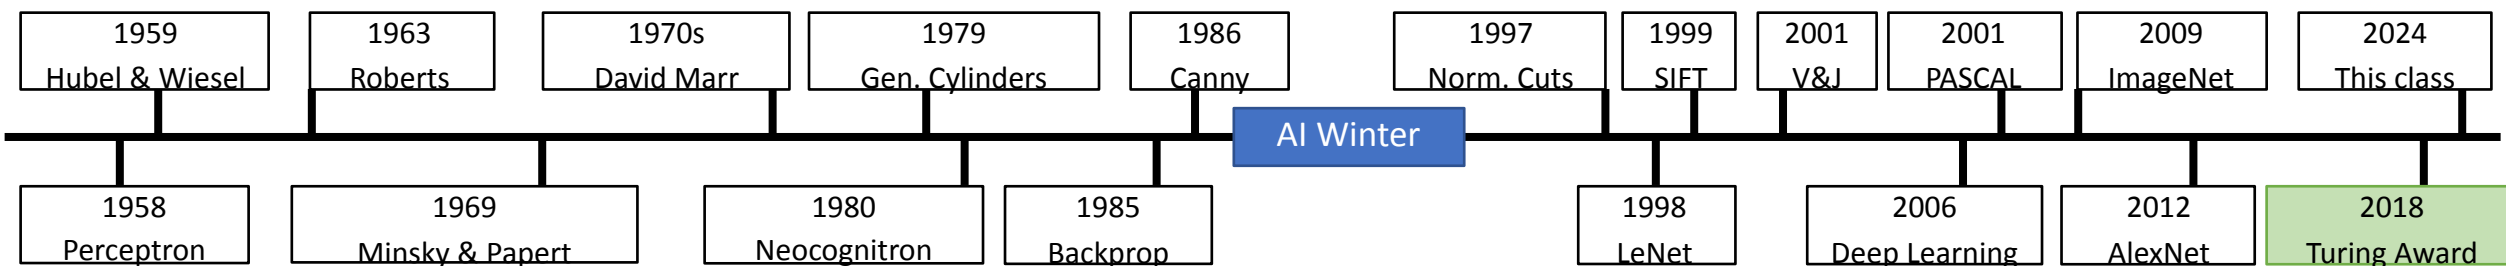 1959
Hubel & Wiesel
1963
Roberts
1970s
David Marr
1979
Gen. Cylinders
1986
Canny
1997
Norm. Cuts
1999
SIFT
2001
V&J
2001
PASCAL
2009
ImageNet
2024
This class
AI Winter
1958
Perceptron
1969
Minsky & Papert
1980
Neocognitron
1985
Backprop
1998
LeNet
2006
Deep Learning
2012
AlexNet
2018
Turing Award